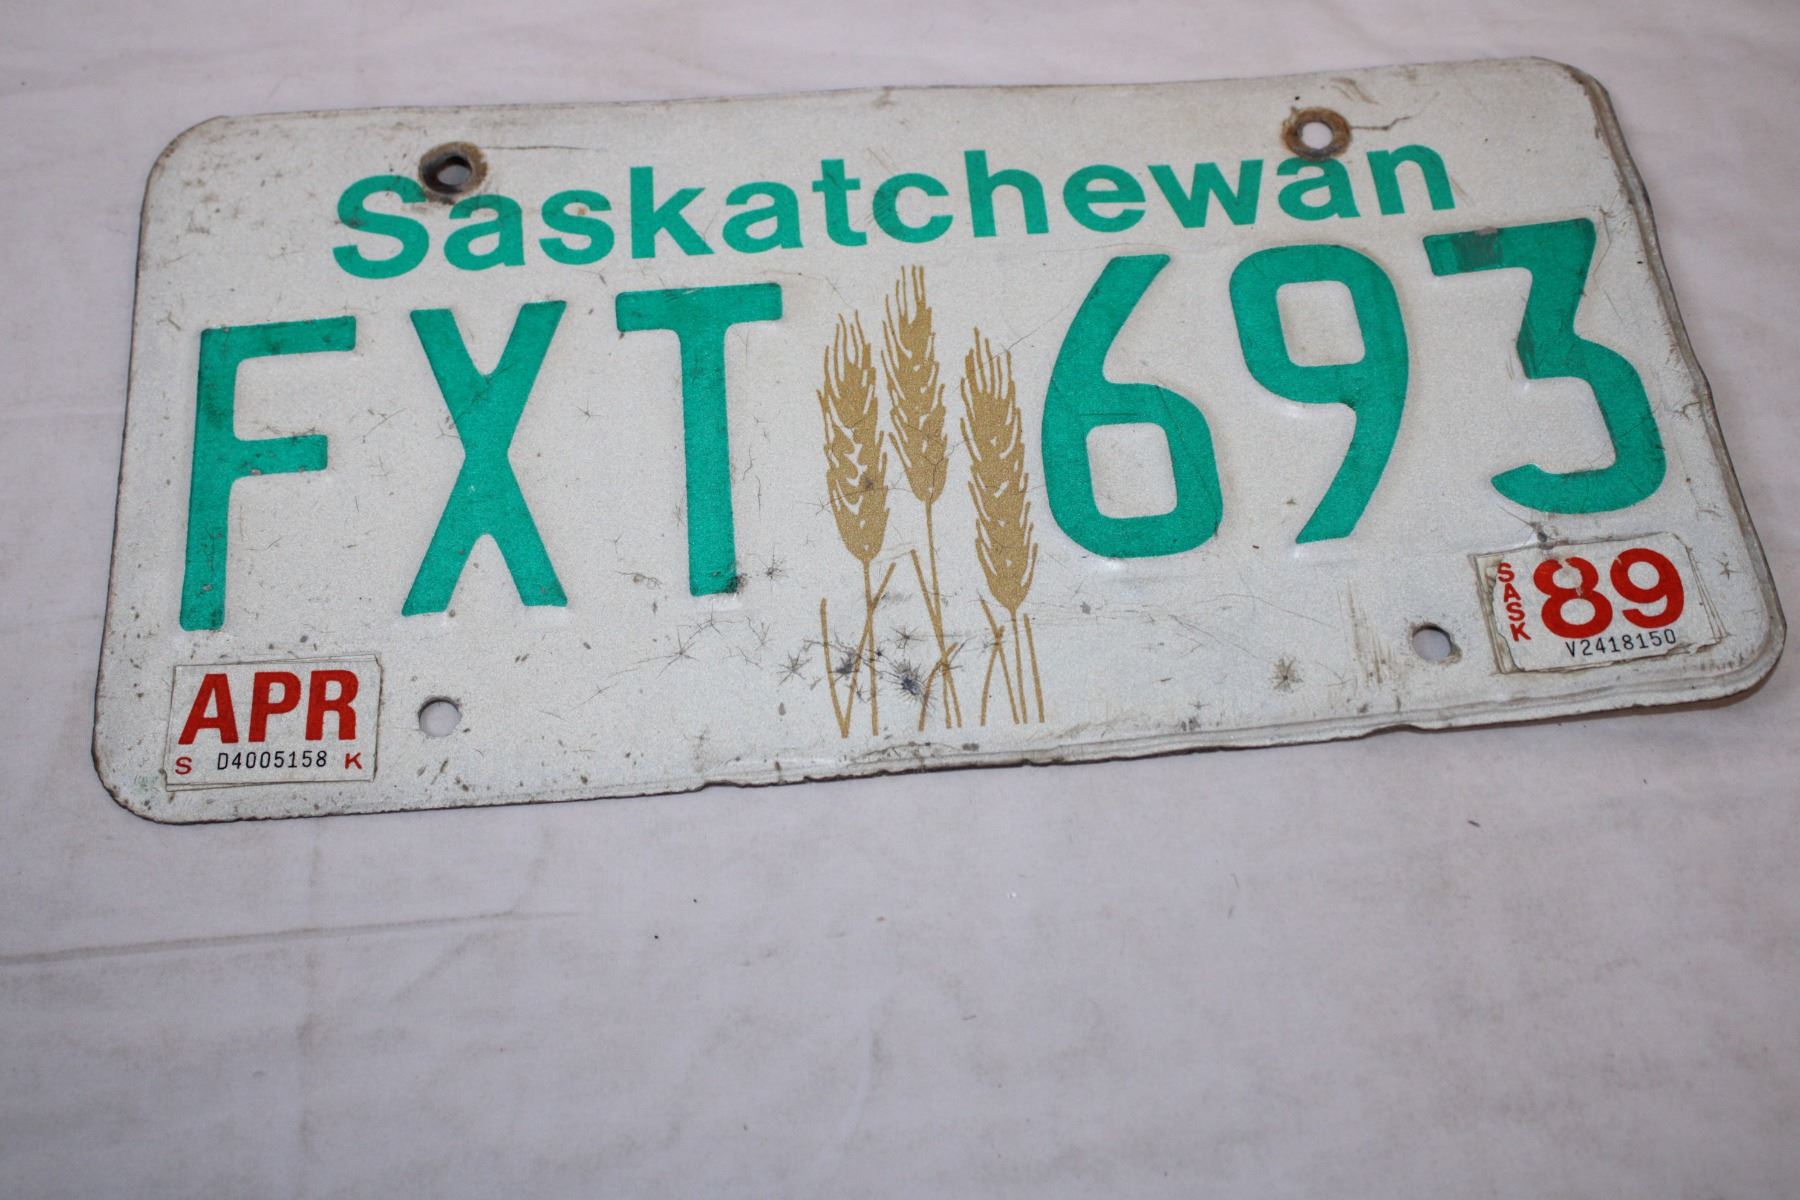 Saskatchewan
FXT 693
APR
S D4005158 K
SASK 89
V2418150